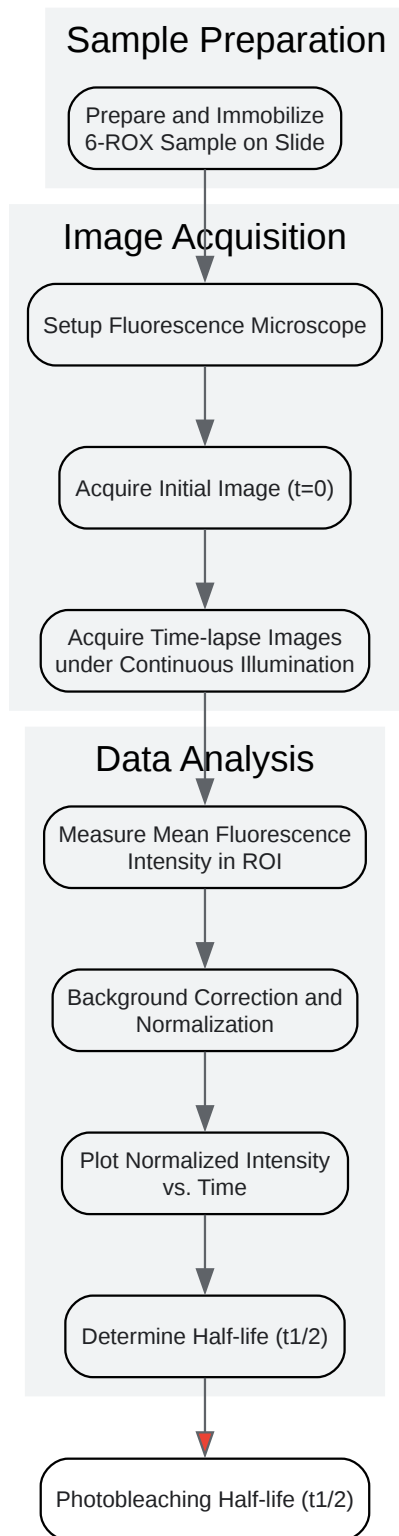 Sample Preparation
Prepare and Immobilize
6-ROX Sample on Slide
Image Acquisition
Setup Fluorescence Microscope
Acquire Initial Image (t=0)
Acquire Time-lapse Images
under Continuous Illumination
Data Analysis
Measure Mean Fluorescence
Intensity in ROI
Background Correction and
Normalization
Plot Normalized Intensity
vs. Time
Determine Half-life (t1/2)
Photobleaching Half-life (t1/2)